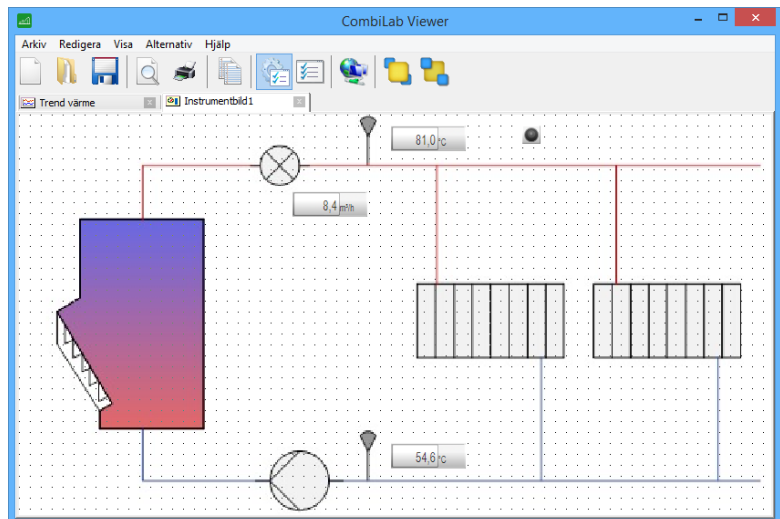 CombiLab Viewer
Arkiv Redigera Visa Alternativ Hjälp
Trend värme Instrumentbild1
81,0 °C
8,4 m³/h
54,6 °C